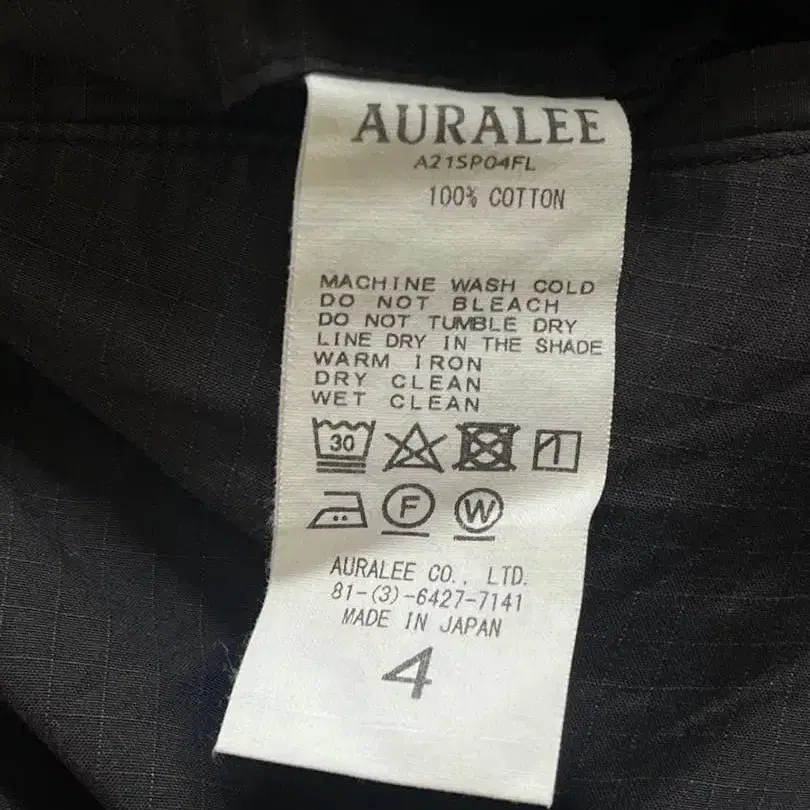 AURALEE
A21SP04FL
100% COTTON
MACHINE WASH COLD
DO NOT BLEACH
DO NOT TUMBLE DRY
LINE DRY IN THE SHADE
WARM IRON
DRY CLEAN
WET CLEAN
30
F W
AURALEE CO., LTD.
81-(3)-6427-7141
MADE IN JAPAN
4